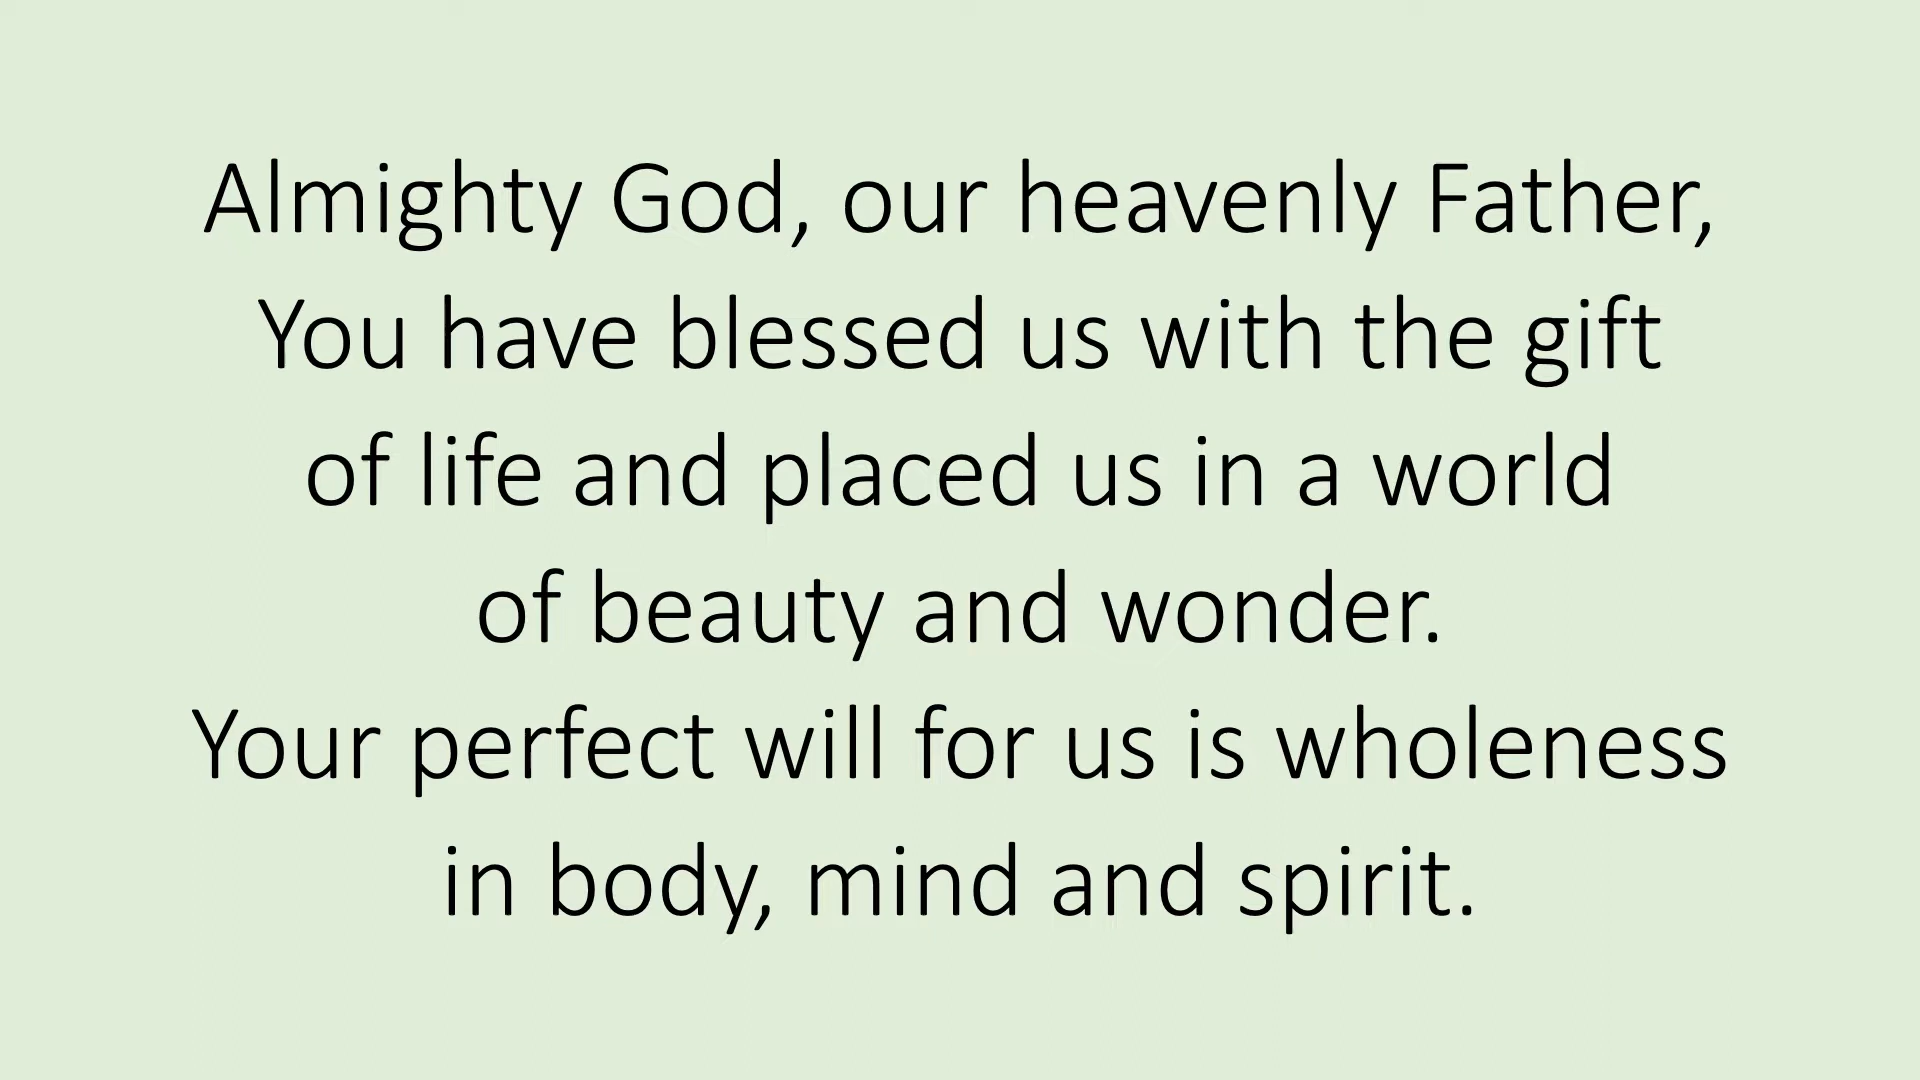 Almighty God, our heavenly Father,
You have blessed us with the gift
of life and placed us in a world
of beauty and wonder.
Your perfect will for us is wholeness
in body, mind and spirit.